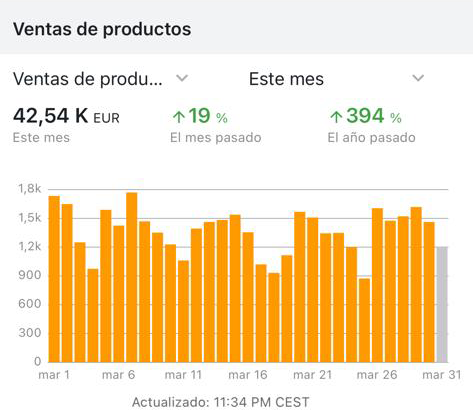 Ventas de productos
Ventas de produ... Este mes
42,54 K EUR ↑19 % ↑394 %
Este mes El mes pasado El año pasado
1,8k
1,5k
1,2k
900
600
300
0
mar 1 mar 6 mar 11 mar 16 mar 21 mar 26 mar 31
Actualizado: 11:34 PM CEST